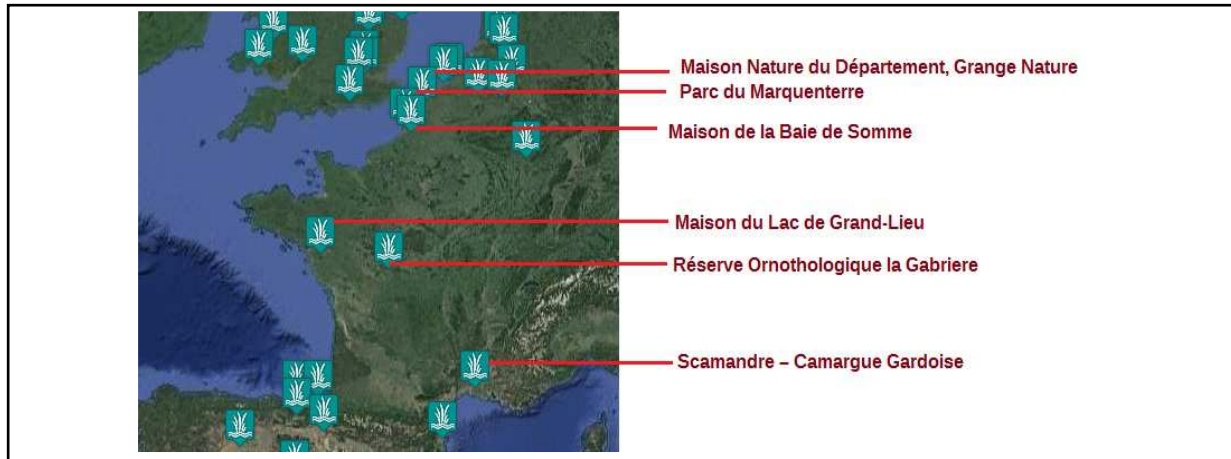 Maison Nature du Département, Grange Nature
Parc du Marquenterre
Maison de la Baie de Somme
Maison du Lac de Grand-Lieu
Réserve Ornothologique la Gabriere
Scamandre – Camargue Gardoise